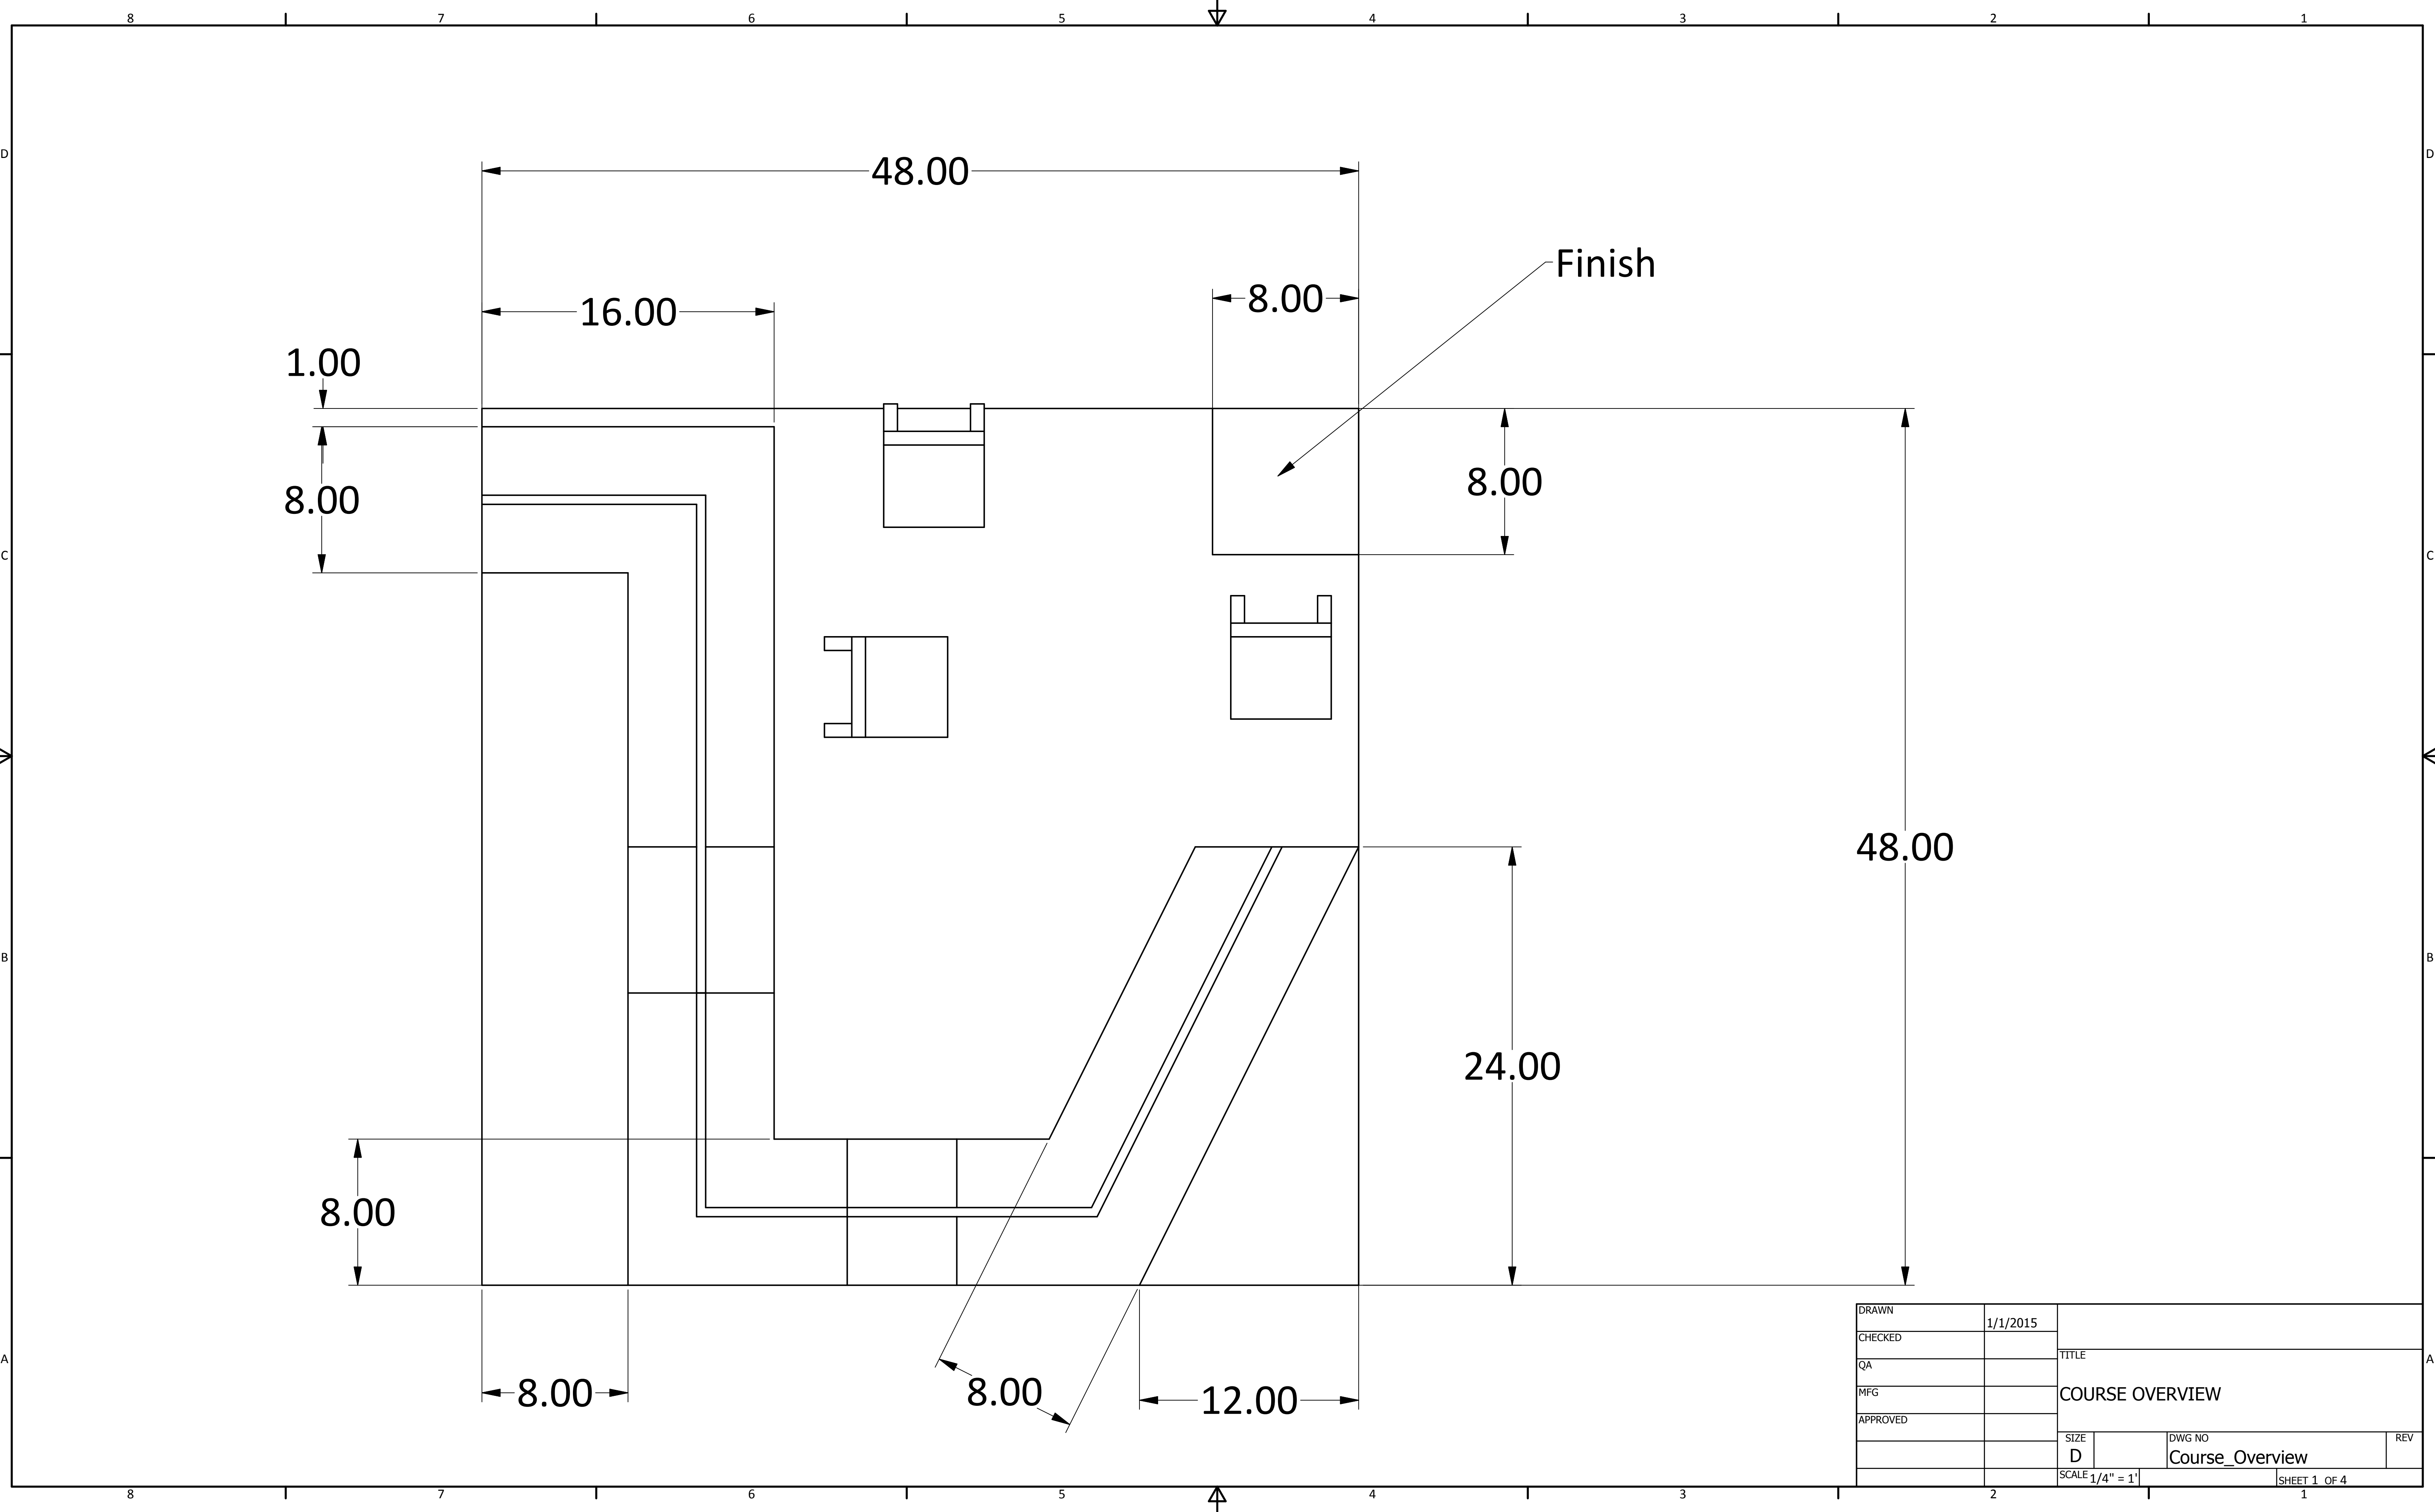 8 7 6 5 4 3 2 1
D D
48.00
Finish
8.00
16.00
1.00
8.00
8.00
C C
48.00
B B
24.00
8.00
8.00
8.00
12.00
A A
DRAWN
1/1/2015
CHECKED
QA
MFG
APPROVED
TITLE
COURSE OVERVIEW
SIZE
D
DWG NO
Course_Overview
REV
SCALE 1/4" = 1'
SHEET 1 OF 4
8 7 6 5 4 3 2 1